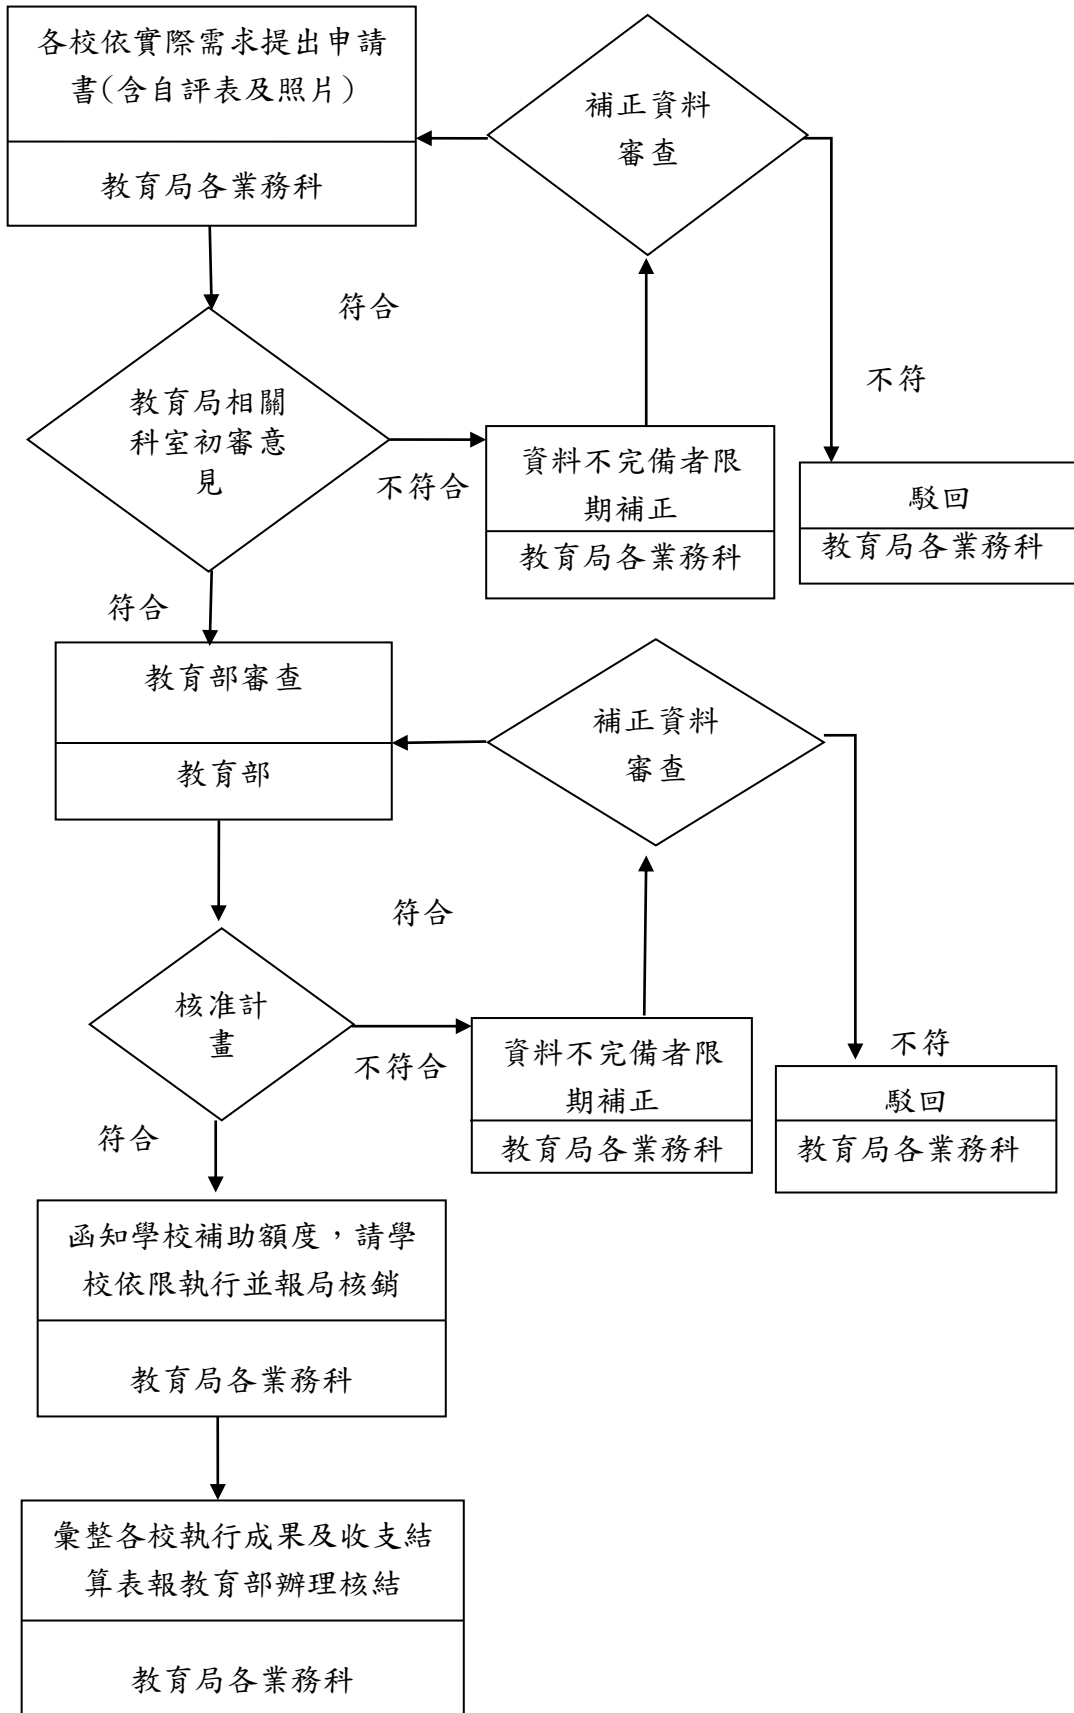 各校依實際需求提出申請
書(含自評表及照片)
教育局各業務科
補正資料
審查
符合
不符
教育局相關
科室初審意
見
不符合
資料不完備者限
期補正
教育局各業務科
駁回
教育局各業務科
符合
教育部審查
教育部
補正資料
審查
符合
不符
核准計
畫
不符合
資料不完備者限
期補正
教育局各業務科
駁回
教育局各業務科
符合
函知學校補助額度，請學
校依限執行並報局核銷
教育局各業務科
彙整各校執行成果及收支結
算表報教育部辦理核結
教育局各業務科